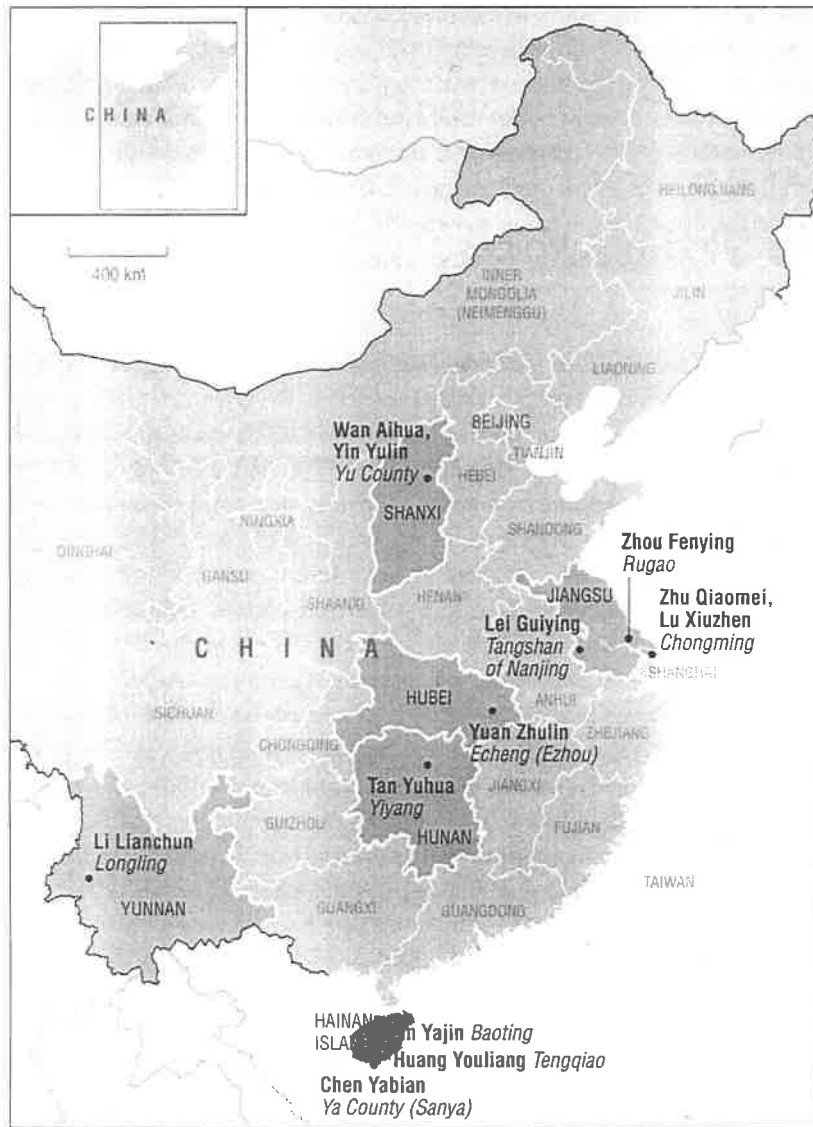 CHINA
400 km
HEILONGJIANG
INNER
MONGOLIA
(NEIMENGGU)
JILIN
LIAONING
BEIJING
TIANJIN
HEBEI
Wan Aihua,
Yin Yulin
Yu County
SHANXI
NINGXIA
SHANDONG
QINGHAI
GANSU
SHAANXI
HENAN
Zhou Fenying
Rugao
JIANGSU
Zhu Qiaomei,
Lu Xiuzhen
Chongming
Lei Guiying
Tangshan
of Nanjing
CHINA
SHANGHAI
HUBEI
ANHUI
SICHUAN
CHONGQING
ZHEJIANG
Yuan Zhulin
Echeng (Ezhou)
Tan Yuhua
Yiyang
JIANGXI
GUIZHOU
HUNAN
FUJIAN
Li Lianchun
Longling
YUNNAN
GUANGXI
GUANGDONG
TAIWAN
HAINAN
Yajin Baoting
Huang Youliang Tengqiao
Chen Yabian
Ya County (Sanya)